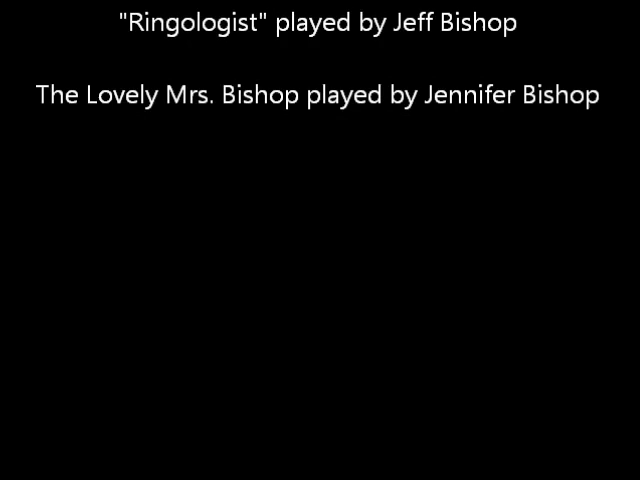 "Ringologist" played by Jeff Bishop
The Lovely Mrs. Bishop played by Jennifer Bishop